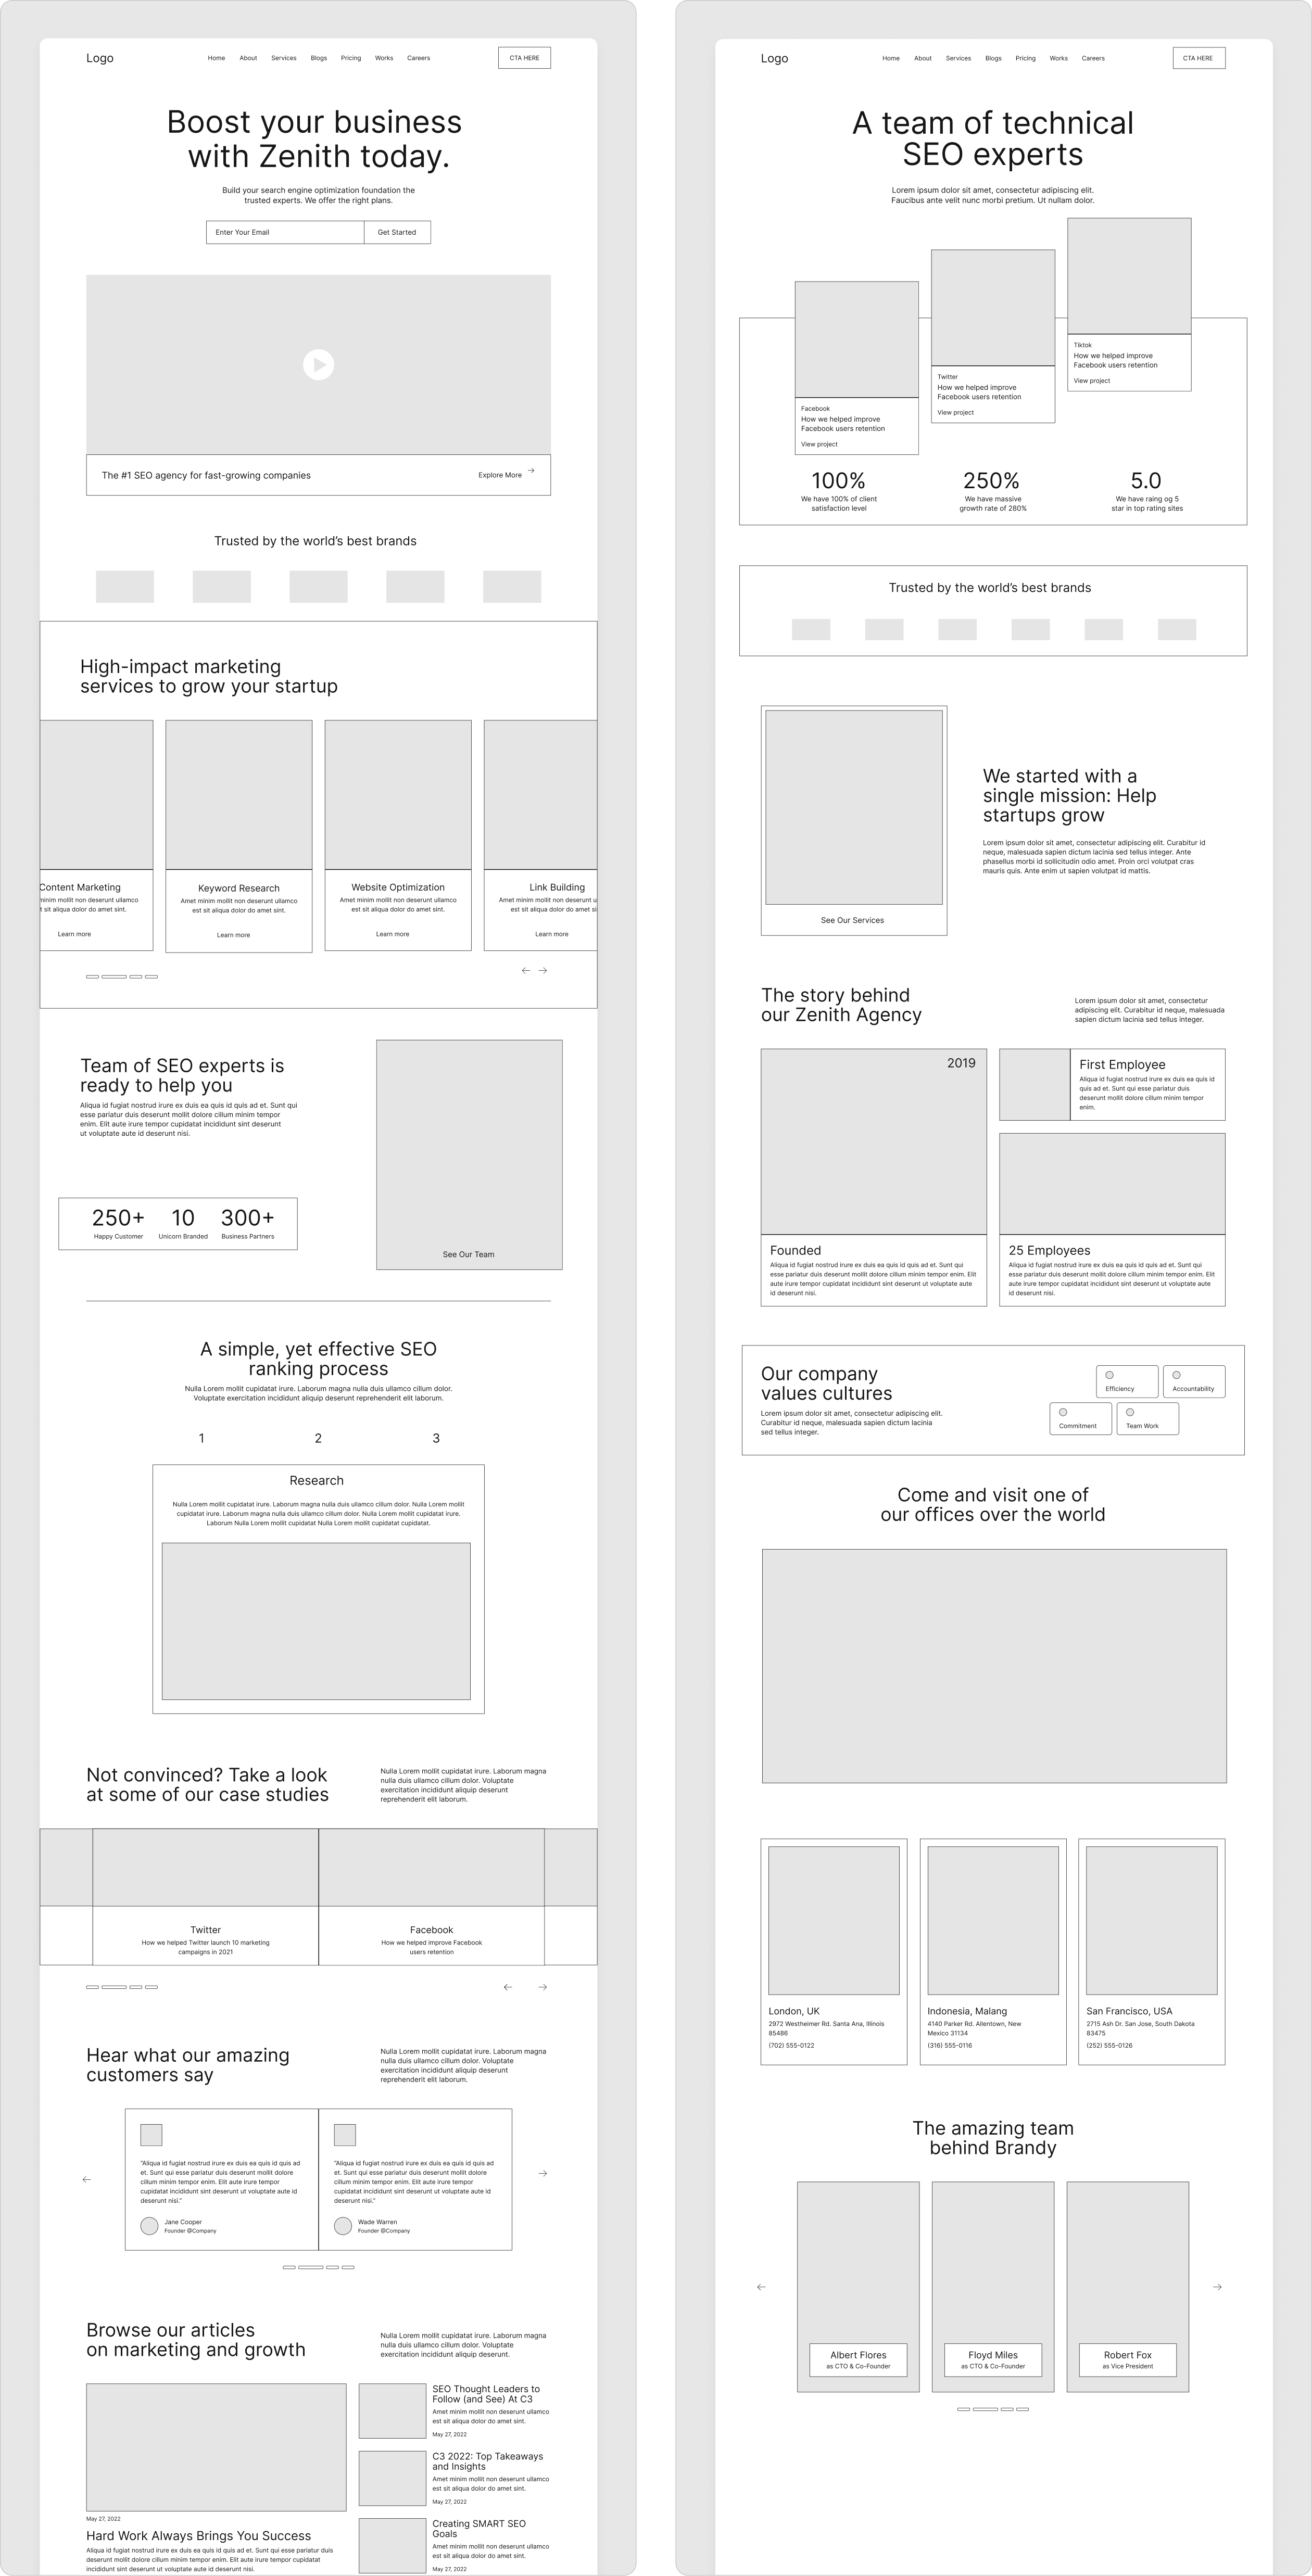 Logo
Home About Services Blogs Pricing Works Careers
CTA HERE
Boost your business
with Zenith today.
Build your search engine optimization foundation the
trusted experts. We offer the right plans.
Enter Your Email
Get Started
The #1 SEO agency for fast-growing companies
Explore More
Trusted by the world's best brands
High-impact marketing
services to grow your startup
Content Marketing
minim mollit non deserunt ullamco
est sit aliqua dolor do amet sint.
Learn more
Keyword Research
Amet minim mollit non deserunt ullamco
est sit aliqua dolor do amet sint.
Learn more
Website Optimization
Amet minim mollit non deserunt ullamco
est sit aliqua dolor do amet sint.
Learn more
Link Building
Amet minim mollit non deserunt
est sit aliqua dolor do amet
Learn more
Team of SEO experts is
ready to help you
Aliqua id fugiat nostrud irure ex duis ea quis id quis ad et. Sunt qui
esse pariatur duis deserunt mollit dolore cillum minim tempor
enim. Elit aute irure tempor cupidatat incididunt sint deserunt
ut voluptate aute id deserunt nisi.
250+
Happy Customer
10
Unicorn Branded
300+
Business Partners
See Our Team
A simple, yet effective SEO
ranking process
Nulla Lorem mollit cupidatat irure. Laborum magna nulla duis ullamco cillum dolor.
Voluptate exercitation incididunt aliquip deserunt reprehenderit elit laborum.
1 2 3
Research
Nulla Lorem mollit cupidatat irure. Laborum magna nulla duis ullamco cillum dolor. Nulla Lorem mollit
cupidatat irure. Laborum magna nulla duis ullamco cillum dolor. Nulla Lorem mollit cupidatat irure.
Laborum Nulla Lorem mollit cupidatat Nulla Lorem mollit cupidatat cupidatat.
Not convinced? Take a look
at some of our case studies
Nulla Lorem mollit cupidatat irure. Laborum magna
nulla duis ullamco cillum dolor. Voluptate
exercitation incididunt aliquip deserunt
reprehenderit elit laborum.
Twitter
How we helped Twitter launch 10 marketing
campaigns in 2021
Facebook
How we helped improve Facebook
users retention
Hear what our amazing
customers say
Nulla Lorem mollit cupidatat irure. Laborum magna
nulla duis ullamco cillum dolor. Voluptate
exercitation incididunt aliquip deserunt
reprehenderit elit laborum.
"Aliqua id fugiat nostrud irure ex duis ea quis id quis ad
et. Sunt qui esse pariatur duis deserunt mollit dolore
cillum minim tempor enim. Elit aute irure tempor
cupidatat incididunt sint deserunt ut voluptate aute id
deserunt nisi."
Jane Cooper
Founder @Company
"Aliqua id fugiat nostrud irure ex duis ea quis id quis ad
et. Sunt qui esse pariatur duis deserunt mollit dolore
cillum minim tempor enim. Elit aute irure tempor
cupidatat incididunt sint deserunt ut voluptate aute id
deserunt nisi."
Wade Warren
Founder @Company
Browse our articles
on marketing and growth
Nulla Lorem mollit cupidatat irure. Laborum magna
nulla duis ullamco cillum dolor. Voluptate
exercitation incididunt aliquip deserunt.
May 27, 2022
Hard Work Always Brings You Success
Aliqua id fugiat nostrud irure ex duis ea quis id quis ad et. Sunt qui esse pariatur duis
deserunt mollit dolore cillum minim tempor enim. Elit aute irure tempor cupidatat
incididunt sint deserunt ut voluptate aute id deserunt nisi.
SEO Thought Leaders to
Follow (and See) At C3
Amet minim mollit non deserunt ullamco
est sit aliqua dolor do amet sint.
May 27, 2022
C3 2022: Top Takeaways
and Insights
Amet minim mollit non deserunt ullamco
est sit aliqua dolor do amet sint.
May 27, 2022
Creating SMART SEO
Goals
Amet minim mollit non deserunt ullamco
est sit aliqua dolor do amet sint.
May 27, 2022
Logo
Home About Services Blogs Pricing Works Careers
CTA HERE
A team of technical
SEO experts
Lorem ipsum dolor sit amet, consectetur adipiscing elit.
Faucibus ante velit nunc morbi pretium. Ut nullam dolor.
Facebook
How we helped improve
Facebook users retention
View project
Twitter
How we helped improve
Facebook users retention
View project
Tiktok
How we helped improve
Facebook users retention
View project
100%
We have 100% of client
satisfaction level
250%
We have massive
growth rate of 280%
5.0
We have raing og 5
star in top rating sites
Trusted by the world's best brands
See Our Services
We started with a
single mission: Help
startups grow
Lorem ipsum dolor sit amet, consectetur adipiscing elit. Curabitur id
neque, malesuada sapien dictum lacinia sed tellus integer. Ante
phasellus morbi id sollicitudin odio amet. Proin orci volutpat cras
mauris quis. Ante enim ut sapien volutpat id mattis.
The story behind
our Zenith Agency
Lorem ipsum dolor sit amet, consectetur
adipiscing elit. Curabitur id neque, malesuada
sapien dictum lacinia sed tellus integer.
2019
Founded
Aliqua id fugiat nostrud irure ex duis ea quis id quis ad et. Sunt qui
esse pariatur duis deserunt mollit dolore cillum minim tempor enim. Elit
aute irure tempor cupidatat incididunt sint deserunt ut voluptate aute
id deserunt nisi.
First Employee
Aliqua id fugiat nostrud irure ex duis ea quis id
quis ad et. Sunt qui esse pariatur duis
deserunt mollit dolore cillum minim tempor
enim.
25 Employees
Aliqua id fugiat nostrud irure ex duis ea quis id quis ad et. Sunt qui
esse pariatur duis deserunt mollit dolore cillum minim tempor enim. Elit
aute irure tempor cupidatat incididunt sint deserunt ut voluptate aute
id deserunt nisi.
Our company
values cultures
Lorem ipsum dolor sit amet, consectetur adipiscing elit.
Curabitur id neque, malesuada sapien dictum lacinia
sed tellus integer.
Efficiency
Accountability
Commitment
Team Work
Come and visit one of
our offices over the world
London, UK
2972 Westheimer Rd. Santa Ana, Illinois
85486
(702) 555-0122
Indonesia, Malang
4140 Parker Rd. Allentown, New
Mexico 31134
(316) 555-0116
San Francisco, USA
2715 Ash Dr. San Jose, South Dakota
83475
(252) 555-0126
The amazing team
behind Brandy
Albert Flores
as CTO & Co-Founder
Floyd Miles
as CTO & Co-Founder
Robert Fox
as Vice President